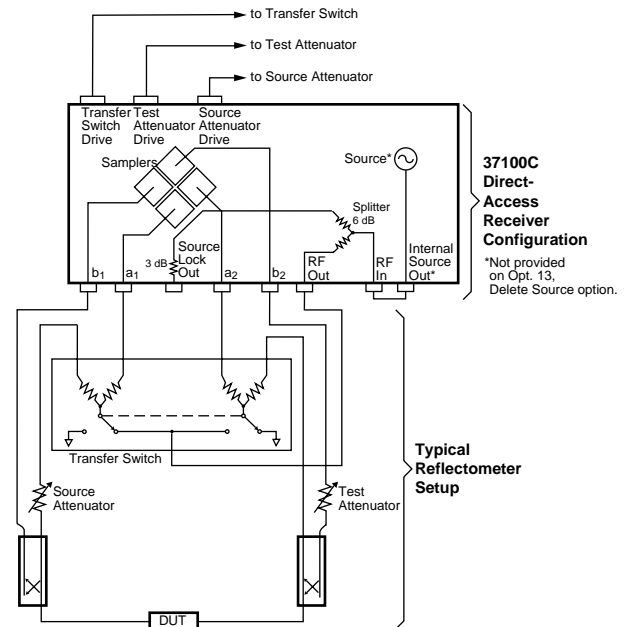 to Transfer Switch
to Test Attenuator
to Source Attenuator
Transfer
Switch
Drive
Test
Attenuator
Drive
Source
Attenuator
Drive
Samplers
Source*
Splitter
6 dB
Source
Lock
Out
3 dB
Internal
Source
Out*
b1
a1
a2
b2
RF
Out
RF
In
37100C
Direct-
Access
Receiver
Configuration
*Not provided
on Opt. 13,
Delete Source option.
Transfer Switch
Source
Attenuator
Test
Attenuator
Typical
Reflectometer
Setup
DUT